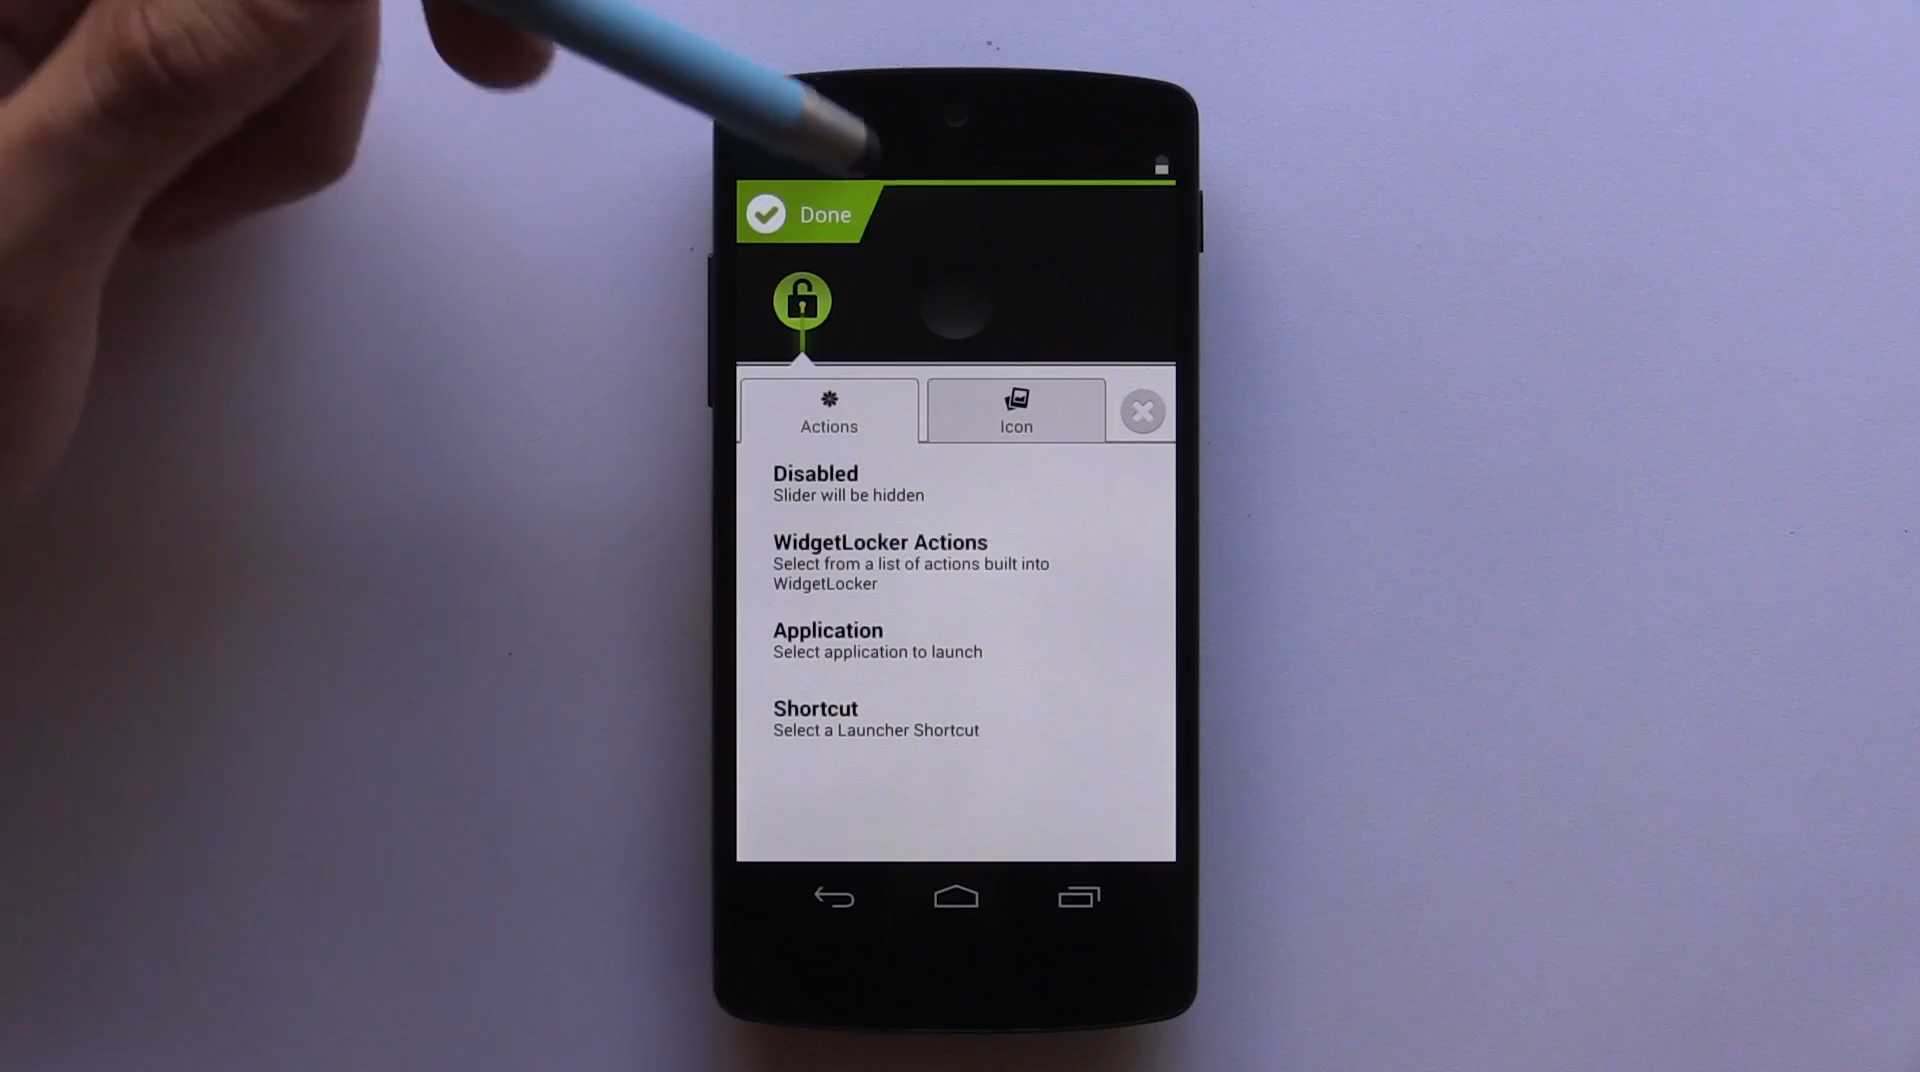 Done
Actions
Icon
Disabled
Slider will be hidden
WidgetLocker Actions
Select from a list of actions built into
WidgetLocker
Application
Select application to launch
Shortcut
Select a Launcher Shortcut